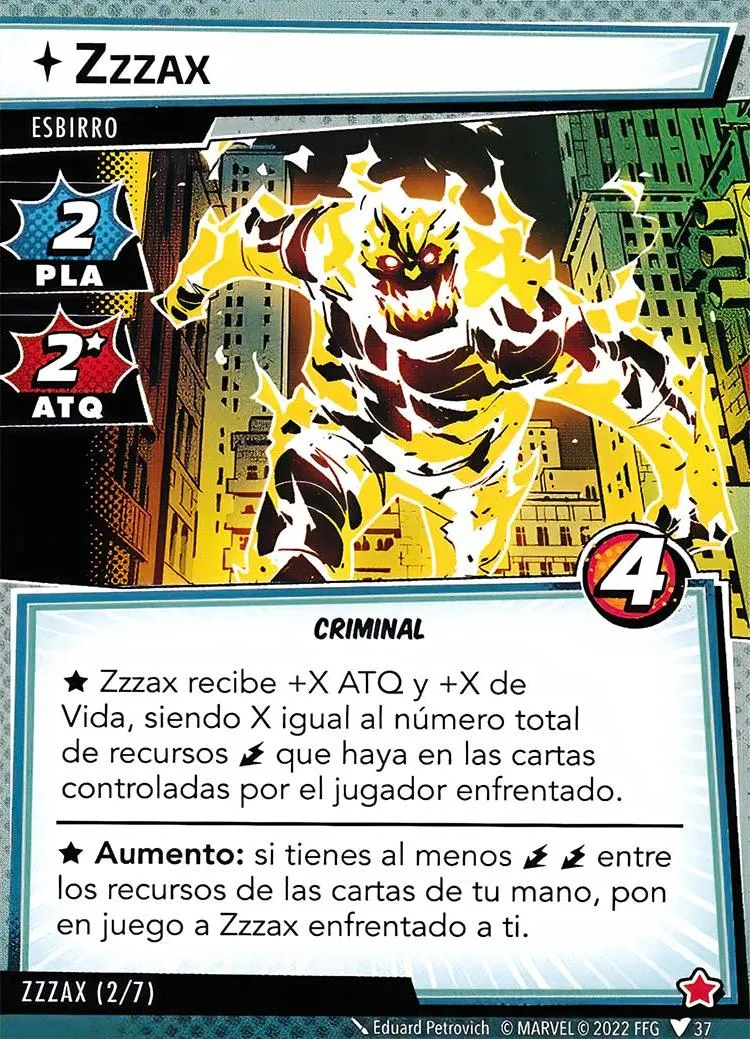 Zzzax
ESBIRRO
2
PLA
2
ATQ
4
CRIMINAL
★ Zzzax recibe +X ATQ y +X de
Vida, siendo X igual al número total
de recursos que haya en las cartas
controladas por el jugador enfrentado.
★ Aumento: si tienes al menos entre
los recursos de las cartas de tu mano, pon
en juego a Zzzax enfrentado a ti.
ZZZAX (2/7)
Eduard Petrovich © MARVEL © 2022 FFG 37